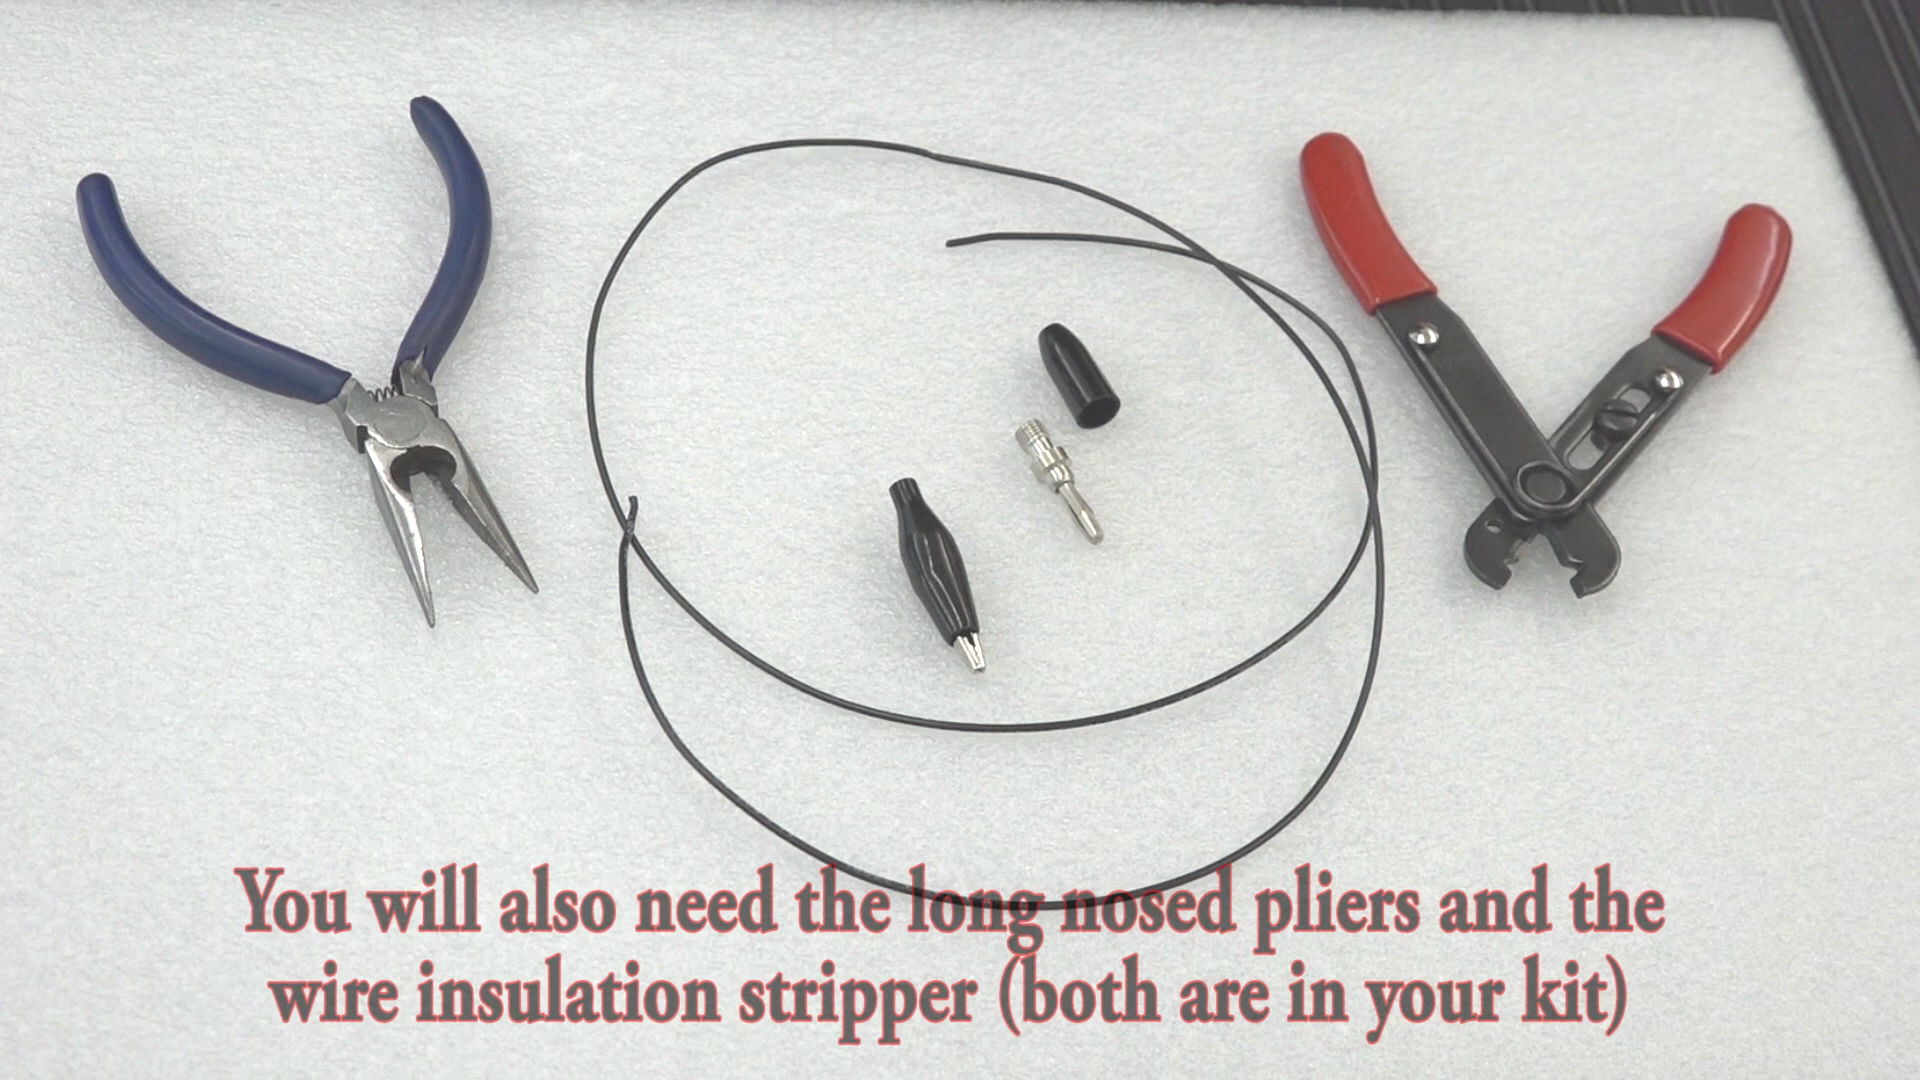 You will also need the long nosed pliers and the
wire insulation stripper (both are in your kit)